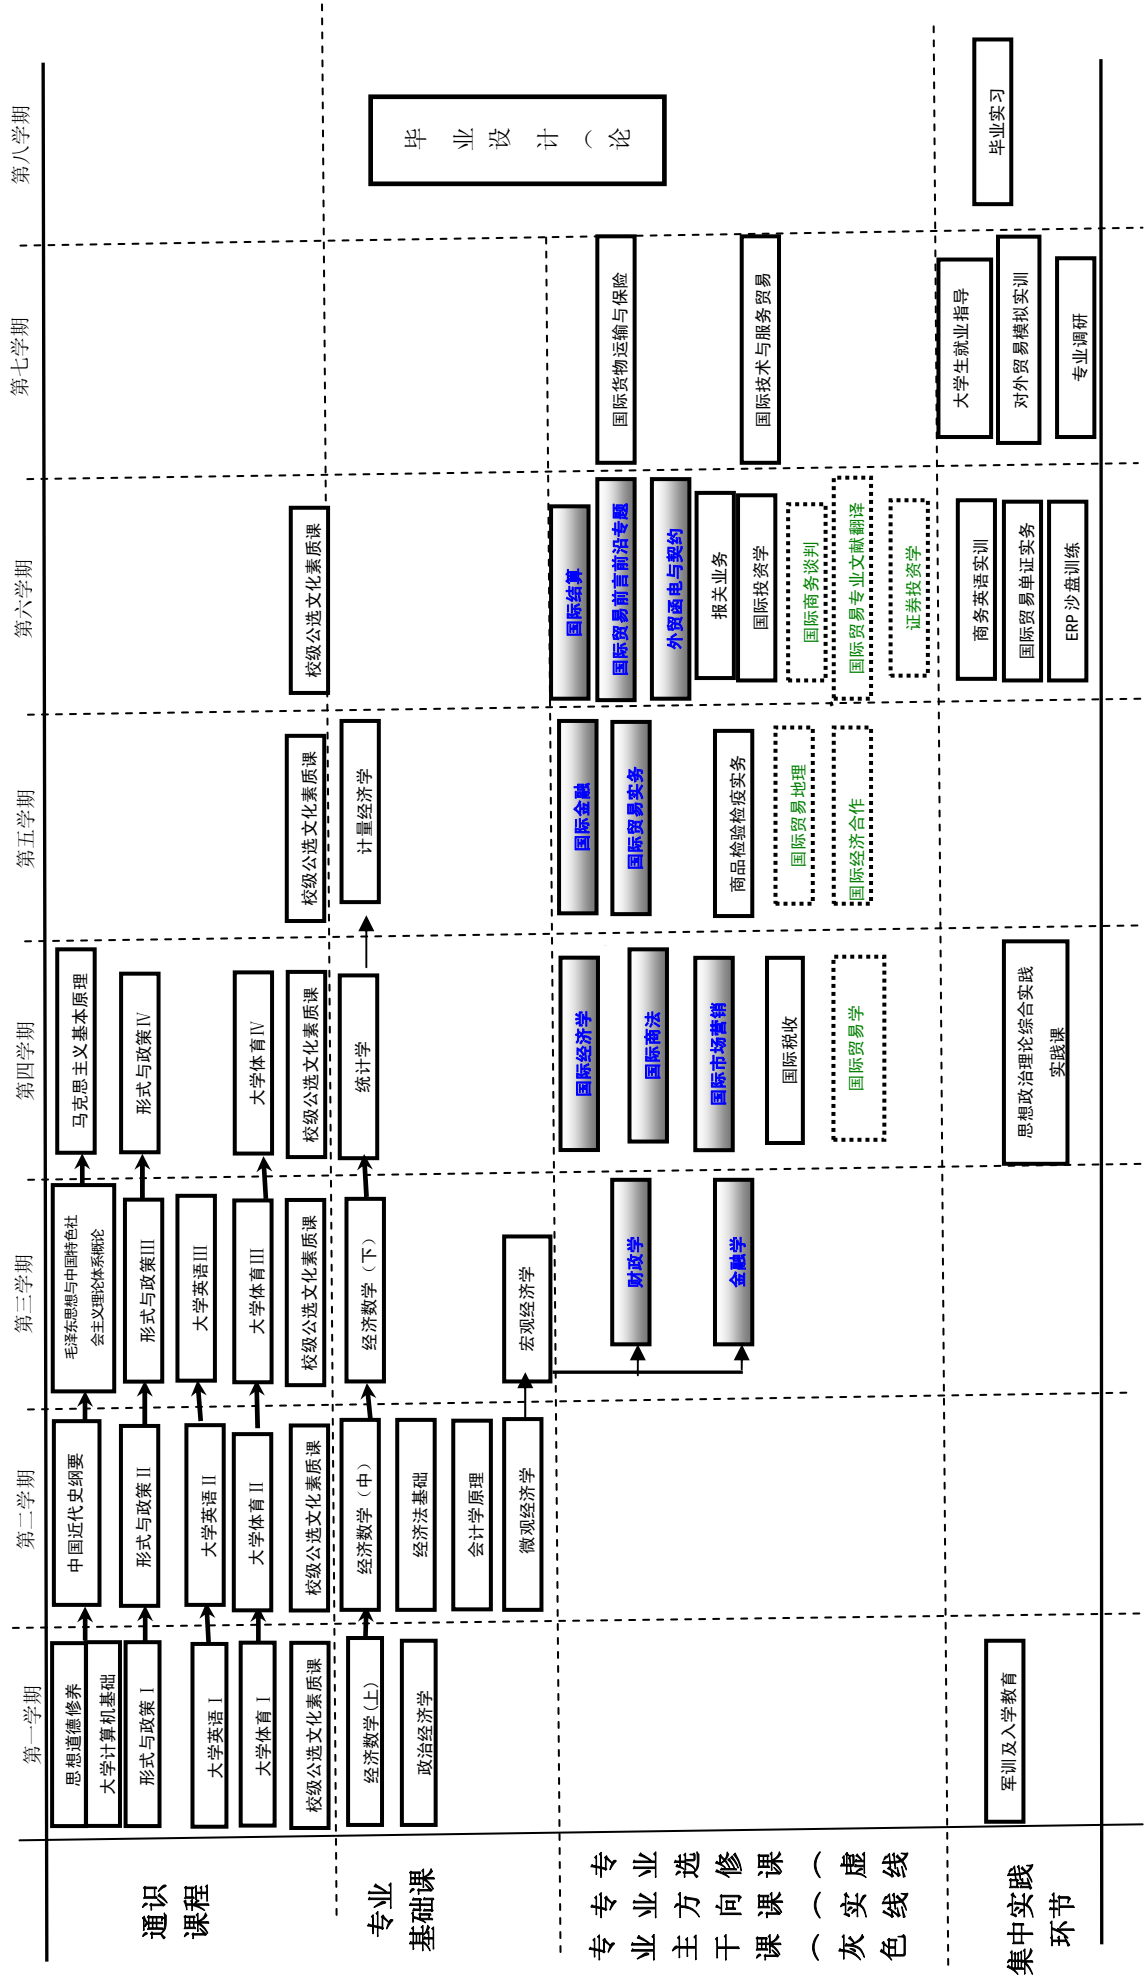 第一学期
第二学期
第三学期
第四学期
第五学期
第六学期
第七学期
第八学期
通识
课程
思想道德修养
大学计算机基础
形式与政策Ⅰ
大学英语Ⅰ
大学体育Ⅰ
校级公选文化素质课
中国近代史纲要
形式与政策Ⅱ
大学英语Ⅱ
大学体育Ⅱ
校级公选文化素质课
毛泽东思想与中国特色社
会主义理论体系概论
形式与政策Ⅲ
大学英语Ⅲ
大学体育Ⅲ
校级公选文化素质课
马克思主义基本原理
形式与政策Ⅳ
大学体育Ⅳ
校级公选文化素质课
校级公选文化素质课
校级公选文化素质课
专业
基础课
经济数学(上)
政治经济学
经济数学（中）
经济法基础
会计学原理
微观经济学
经济数学（下）
宏观经济学
统计学
计量经济学
毕业设计（论
专业主干课（灰色
专业方向课（实线
专业选修课（虚线
财政学
金融学
国际经济学
国际商法
国际市场营销
国际税收
国际贸易学
国际金融
国际贸易实务
商品检验检疫实务
国际贸易地理
国际经济合作
国际结算
国际贸易前言前沿专题
外贸函电与契约
报关业务
国际投资学
国际商务谈判
国际贸易专业文献翻译
证券投资学
国际货物运输与保险
国际技术与服务贸易
集中实践
环节
军训及入学教育
思想政治理论综合实践
实践课
商务英语实训
国际贸易单证实务
ERP 沙盘训练
大学生就业指导
对外贸易模拟实训
专业调研
毕业实习